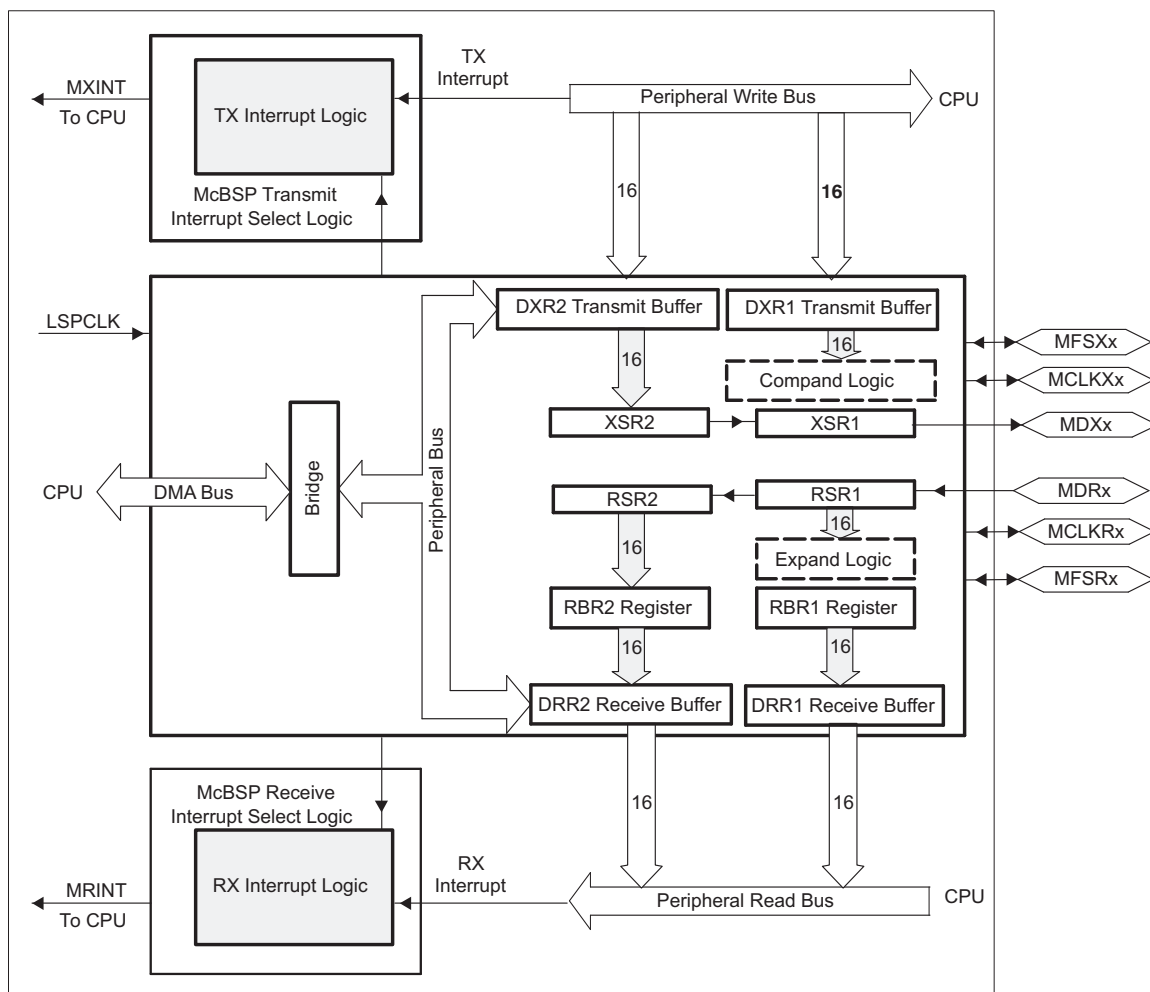 TX
Interrupt
MXINT
To CPU
TX Interrupt Logic
Peripheral Write Bus
CPU
McBSP Transmit
Interrupt Select Logic
16
16
LSPCLK
DXR2 Transmit Buffer
DXR1 Transmit Buffer
16
16
Compand Logic
XSR2
XSR1
MFSXx
MCLKXx
MDXx
CPU
DMA Bus
Bridge
Peripheral Bus
RSR2
RSR1
16
16
Expand Logic
MDRx
MCLKRx
MFSRx
RBR2 Register
RBR1 Register
16
16
DRR2 Receive Buffer
DRR1 Receive Buffer
McBSP Receive
Interrupt Select Logic
16
16
RX Interrupt Logic
RX
Interrupt
MRINT
To CPU
Peripheral Read Bus
CPU